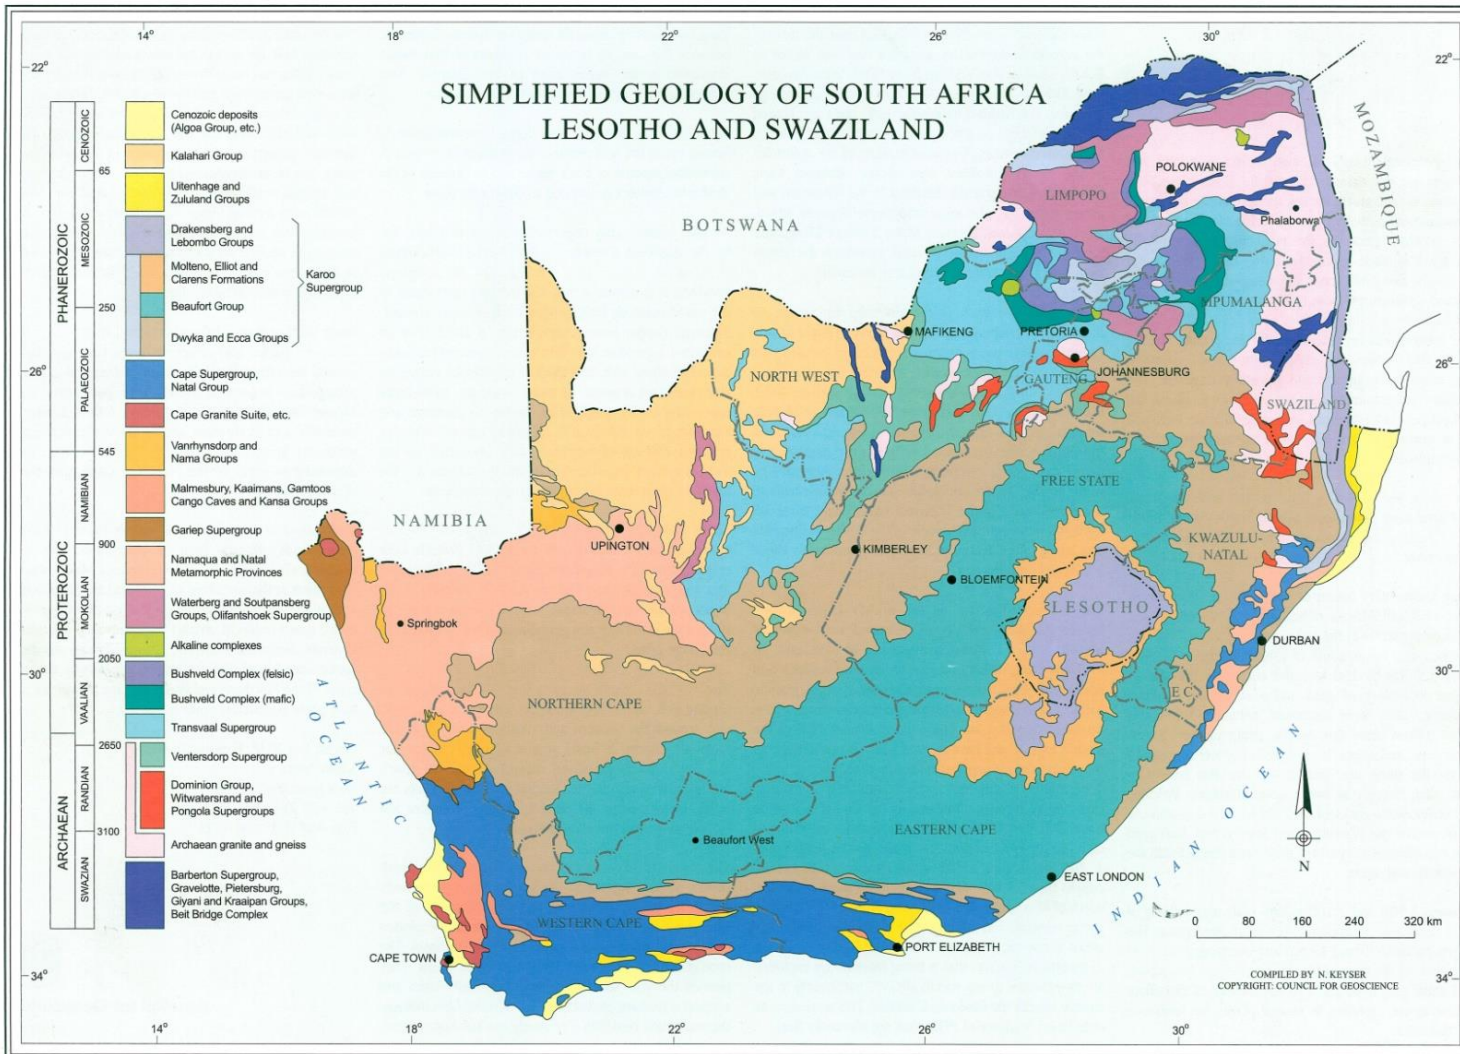 14°
18°
22°
26°
30°
22°
22°
SIMPLIFIED GEOLOGY OF SOUTH AFRICA
LESOTHO AND SWAZILAND
CENOZOIC
MESOZOIC
PALAEOZOIC
NAMIBIAN
MOKOLIAN
VAALIAN
RANDIAN
SWAZIAN
PHANEROZOIC
PROTEROZOIC
ARCHAEAN
65
250
545
900
2050
2650
3100
Cenozoic deposits
(Algoa Group, etc.)
Kalahari Group
Uitenhage and
Zululand Groups
Drakensberg and
Lebombo Groups
Molteno, Elliot and
Clarens Formations
Beaufort Group
Dwyka and Ecca Groups
Karoo
Supergroup
Cape Supergroup,
Natal Group
Cape Granite Suite, etc.
Vanrhynsdorp and
Nama Groups
Malmesbury, Kaaimans, Gamtoos
Cango Caves and Kansa Groups
Gariep Supergroup
Namaqua and Natal
Metamorphic Provinces
Waterberg and Soutpansberg
Groups, Olifantshoek Supergroup
Alkaline complexes
Bushveld Complex (felsic)
Bushveld Complex (mafic)
Transvaal Supergroup
Ventersdorp Supergroup
Dominion Group,
Witwatersrand and
Pongola Supergroups
Archaean granite and gneiss
Barberton Supergroup,
Gravelotte, Pietersburg,
Giyani and Kraaipan Groups,
Beit Bridge Complex
MOZAMBIQUE
POLOKWANE
LIMPOPO
Phalaborwa
BOTSWANA
MPUMALANGA
MAFIKENG
PRETORIA
26°
26°
NORTH WEST
JOHANNESBURG
GAUTENG
SWAZILAND
FREE STATE
NAMIBIA
UPINGTON
KIMBERLEY
KWAZULU-
NATAL
BLOEMFONTEIN
LESOTHO
Springbok
DURBAN
30°
30°
NORTHERN CAPE
E C
ATLANTIC
OCEAN
INDIAN OCEAN
EASTERN CAPE
Beaufort West
N
EAST LONDON
WESTERN CAPE
0 80 160 240 320 km
PORT ELIZABETH
CAPE TOWN
34°
34°
COMPILED BY N. KEYSER
COPYRIGHT: COUNCIL FOR GEOSCIENCE
14°
18°
22°
26°
30°